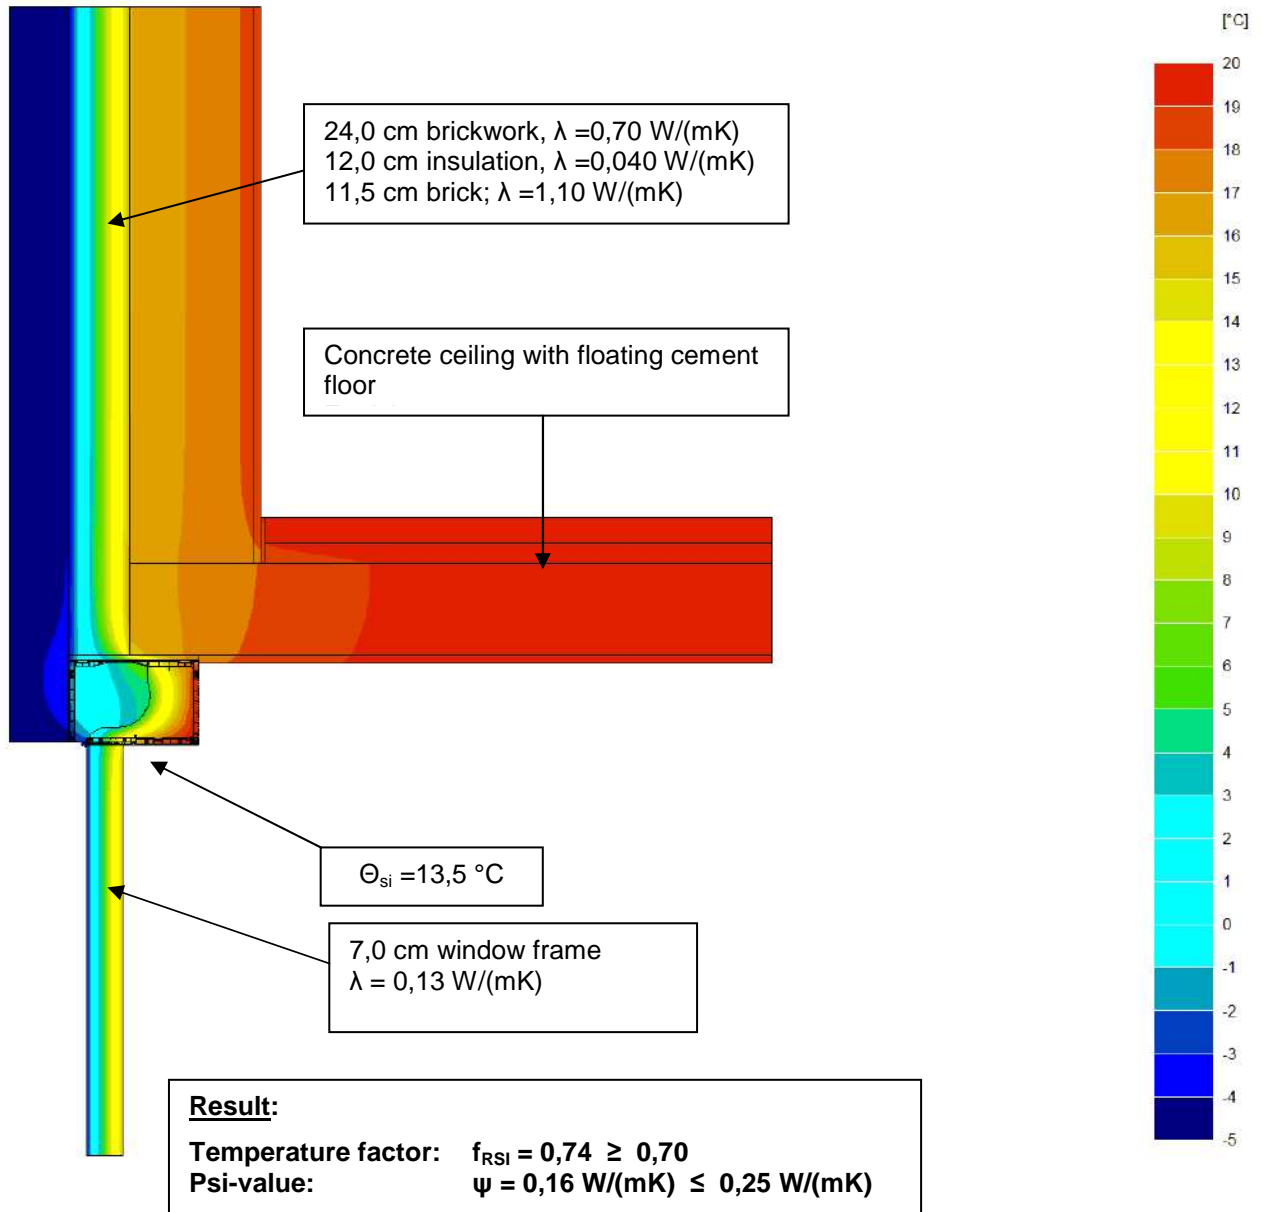 [°C]
24,0 cm brickwork, λ =0,70 W/(mK)
12,0 cm insulation, λ =0,040 W/(mK)
11,5 cm brick; λ =1,10 W/(mK)
Concrete ceiling with floating cement
floor
Θsi =13,5 °C
7,0 cm window frame
λ = 0,13 W/(mK)
Result:
Temperature factor: fRSI = 0,74 ≥ 0,70
Psi-value: ψ = 0,16 W/(mK) ≤ 0,25 W/(mK)
20
19
18
17
16
15
14
13
12
11
10
9
8
7
6
5
4
3
2
1
0
-1
-2
-3
-4
-5